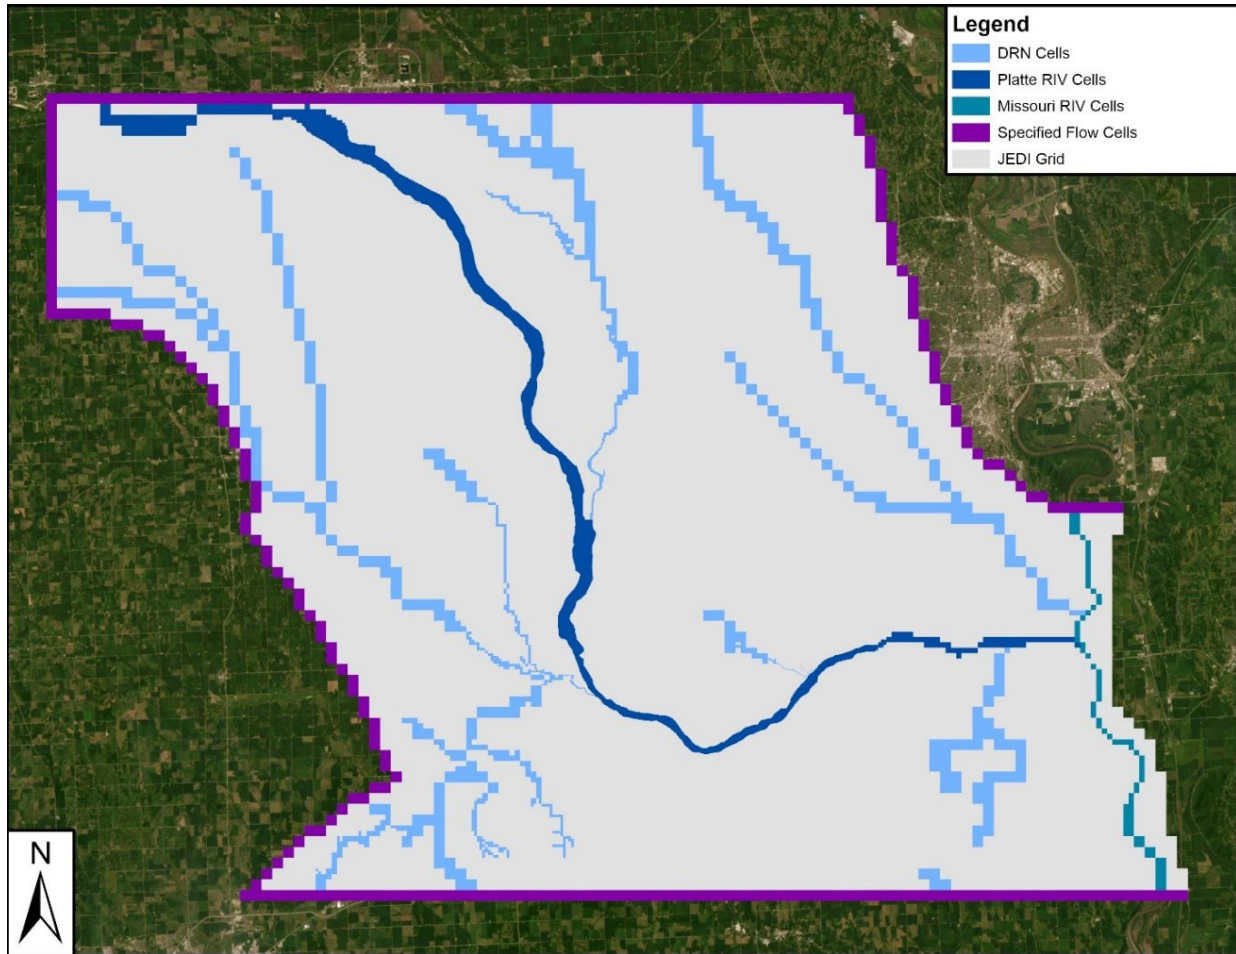 Legend
DRN Cells
Platte RIV Cells
Missouri RIV Cells
Specified Flow Cells
JEDI Grid
N